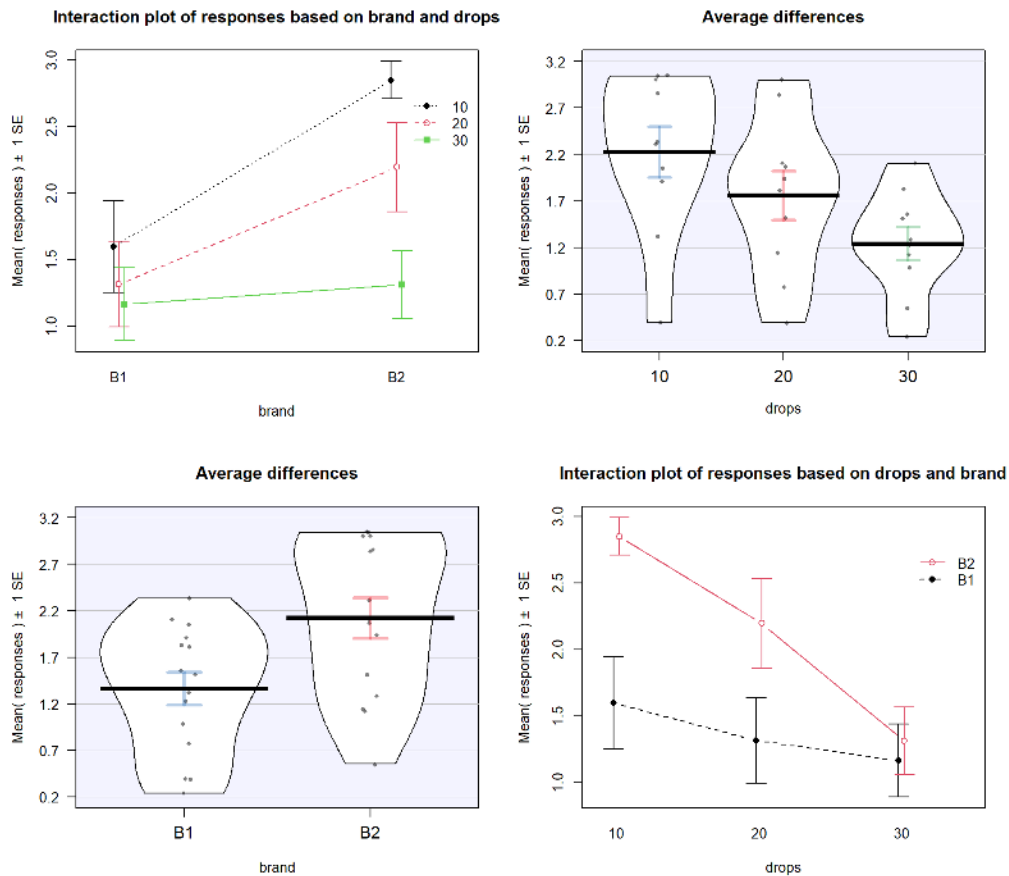 Interaction plot of responses based on brand and drops
Mean( responses ) ± 1 SE
3.0
2.5
2.0
1.5
1.0
10
20
30
B1
B2
brand
Average differences
Mean( responses ) ± 1 SE
3.2
2.7
2.2
1.7
1.2
0.7
0.2
10
20
30
drops
Average differences
Mean( responses ) ± 1 SE
3.2
2.7
2.2
1.7
1.2
0.7
0.2
B1
B2
brand
Interaction plot of responses based on drops and brand
Mean( responses ) ± 1 SE
3.0
2.5
2.0
1.5
1.0
B2
B1
10
20
30
drops